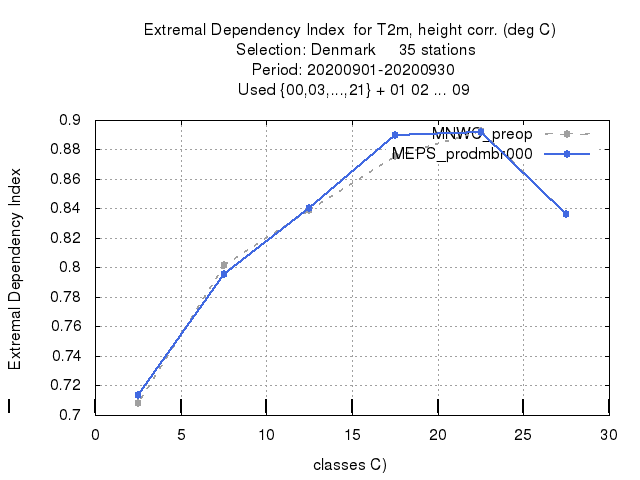 Extremal Dependency Index  for T2m, height corr. (deg C)
Selection: Denmark     35 stations
Period: 20200901-20200930
Used {00,03,...,21} + 01 02 ... 09
MNWC_preop
MEPS_prodmbr000
0.9
0.88
0.86
0.84
0.82
0.8
0.78
0.76
0.74
0.72
0.7
Extremal Dependency Index
0 5 10 15 20 25 30
classes C)